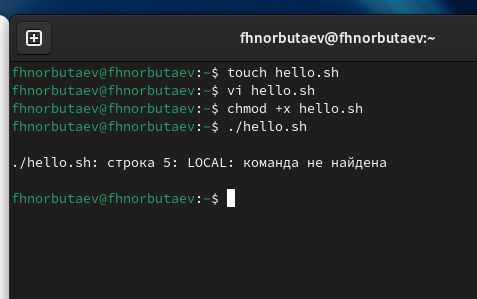 fhnorbutaev@fhnorbutaev:~
fhnorbutaev@fhnorbutaev:~$ touch hello.sh
fhnorbutaev@fhnorbutaev:~$ vi hello.sh
fhnorbutaev@fhnorbutaev:~$ chmod +x hello.sh
fhnorbutaev@fhnorbutaev:~$ ./hello.sh
./hello.sh: строка 5: LOCAL: команда не найдена
fhnorbutaev@fhnorbutaev:~$